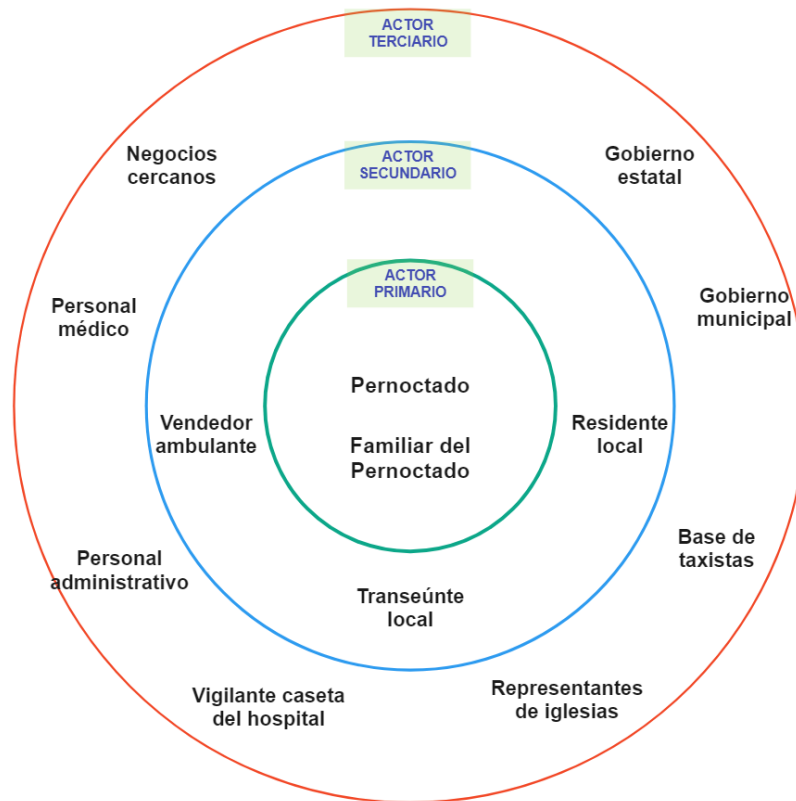 ACTOR
TERCIARIO
Negocios
cercanos
ACTOR
SECUNDARIO
Gobierno
estatal
ACTOR
PRIMARIO
Personal
médico
Gobierno
municipal
Pernoctado
Vendedor
ambulante
Familiar del
Pernoctado
Residente
local
Personal
administrativo
Transeúnte
local
Base de
taxistas
Vigilante caseta
del hospital
Representantes
de iglesias